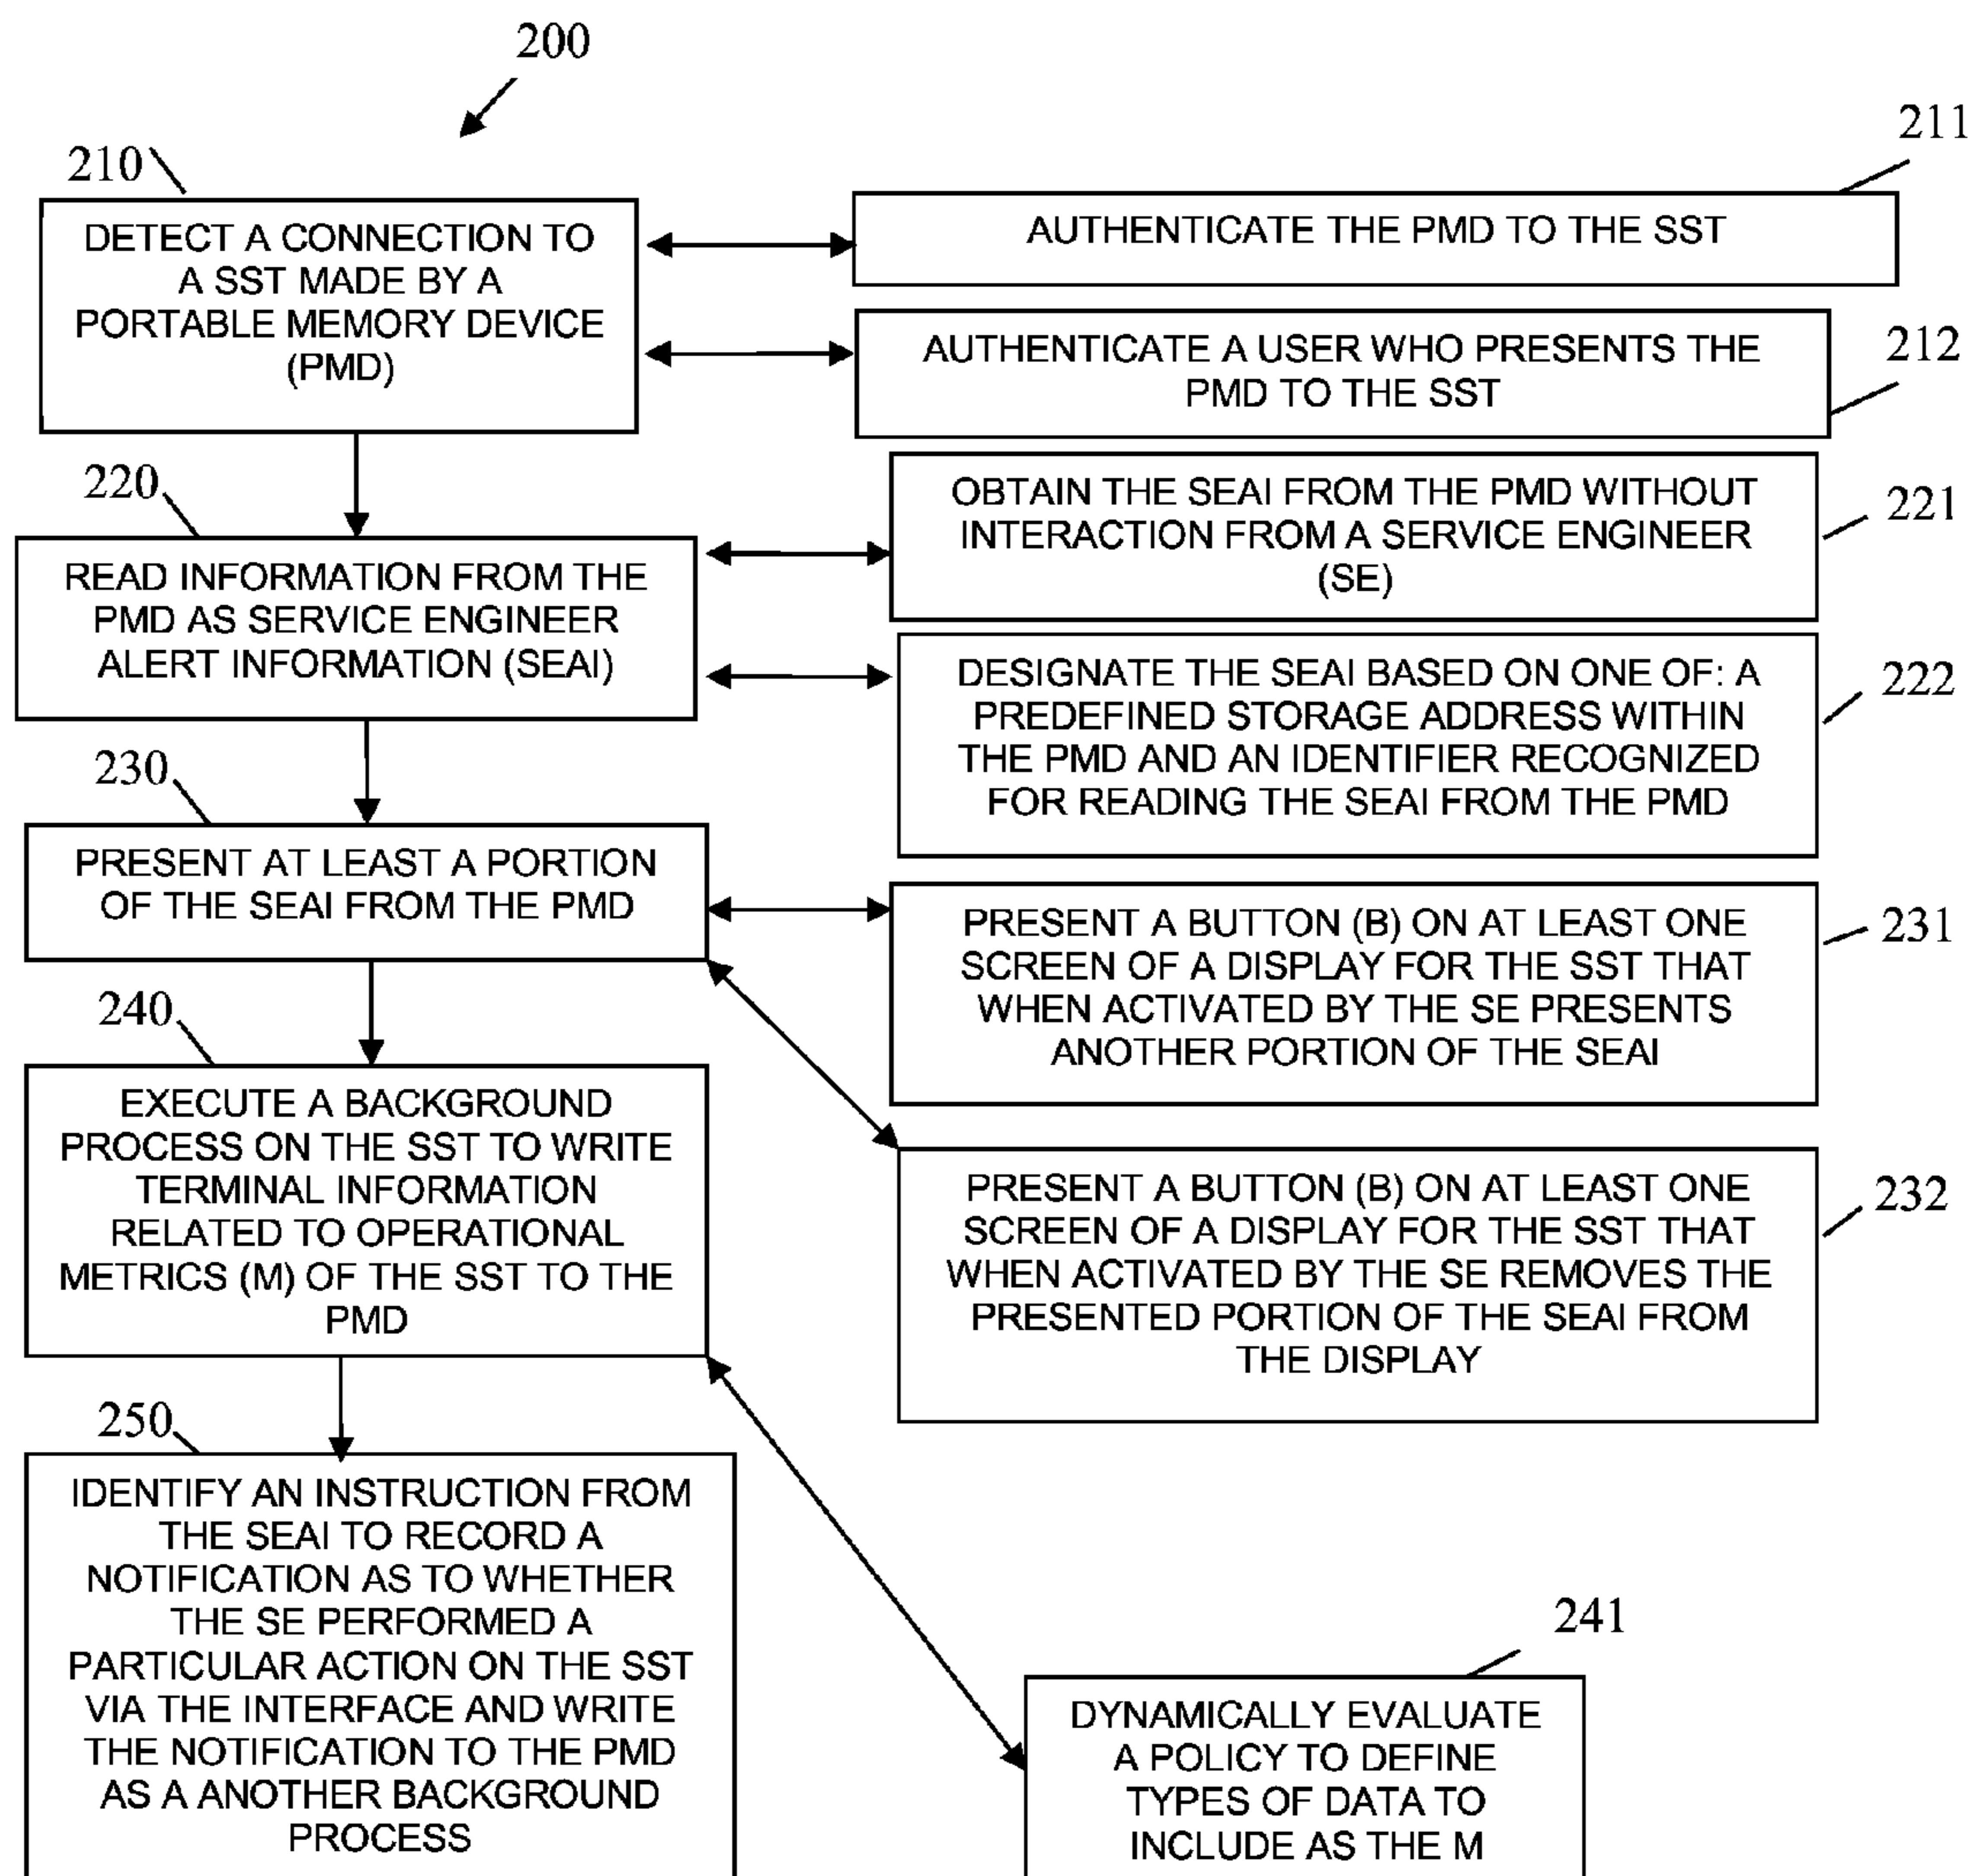 200
210
DETECT A CONNECTION TO
A SST MADE BY A
PORTABLE MEMORY DEVICE
(PMD)
211
AUTHENTICATE THE PMD TO THE SST
212
AUTHENTICATE A USER WHO PRESENTS THE
PMD TO THE SST
220
READ INFORMATION FROM THE
PMD AS SERVICE ENGINEER
ALERT INFORMATION (SEAI)
221
OBTAIN THE SEAI FROM THE PMD WITHOUT
INTERACTION FROM A SERVICE ENGINEER
(SE)
222
DESIGNATE THE SEAI BASED ON ONE OF: A
PREDEFINED STORAGE ADDRESS WITHIN
THE PMD AND AN IDENTIFIER RECOGNIZED
FOR READING THE SEAI FROM THE PMD
230
PRESENT AT LEAST A PORTION
OF THE SEAI FROM THE PMD
231
PRESENT A BUTTON (B) ON AT LEAST ONE
SCREEN OF A DISPLAY FOR THE SST THAT
WHEN ACTIVATED BY THE SE PRESENTS
ANOTHER PORTION OF THE SEAI
232
PRESENT A BUTTON (B) ON AT LEAST ONE
SCREEN OF A DISPLAY FOR THE SST THAT
WHEN ACTIVATED BY THE SE REMOVES THE
PRESENTED PORTION OF THE SEAI FROM
THE DISPLAY
240
EXECUTE A BACKGROUND
PROCESS ON THE SST TO WRITE
TERMINAL INFORMATION
RELATED TO OPERATIONAL
METRICS (M) OF THE SST TO THE
PMD
241
DYNAMICALLY EVALUATE
A POLICY TO DEFINE
TYPES OF DATA TO
INCLUDE AS THE M
250
IDENTIFY AN INSTRUCTION FROM
THE SEAI TO RECORD A
NOTIFICATION AS TO WHETHER
THE SE PERFORMED A
PARTICULAR ACTION ON THE SST
VIA THE INTERFACE AND WRITE
THE NOTIFICATION TO THE PMD
AS A ANOTHER BACKGROUND
PROCESS